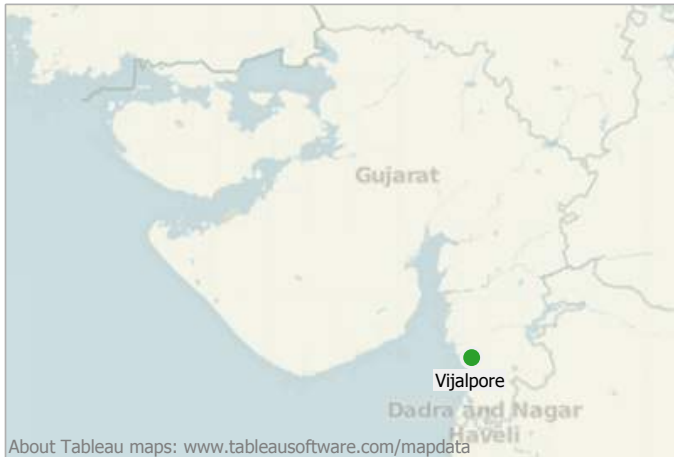 Gujarat
Vijalpore
Dadra and Nagar
Haveli
About Tableau maps: www.tableausoftware.com/mapdata